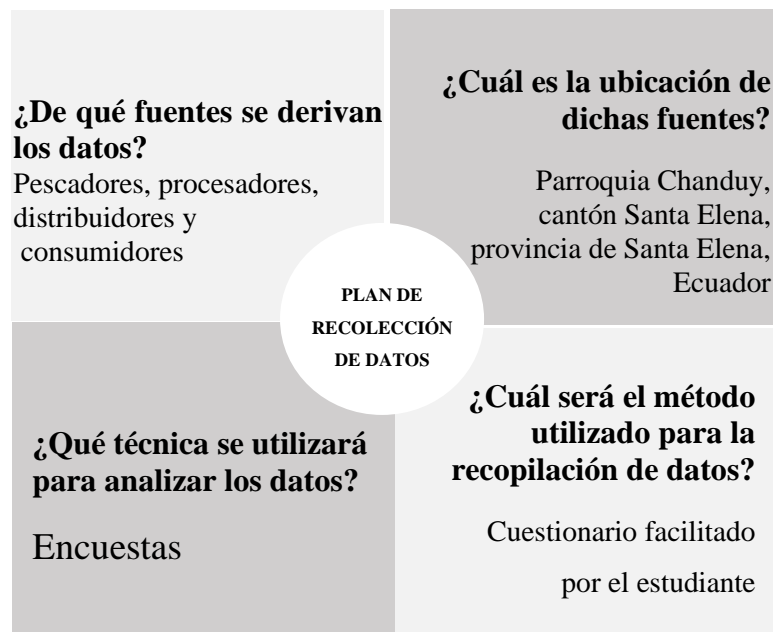 ¿De qué fuentes se derivan
los datos?
Pescadores, procesadores,
distribuidores y
consumidores
¿Cuál es la ubicación de
dichas fuentes?
Parroquia Chanduy,
cantón Santa Elena,
provincia de Santa Elena,
Ecuador
PLAN DE
RECOLECCIÓN
DE DATOS
¿Qué técnica se utilizará
para analizar los datos?
Encuestas
¿Cuál será el método
utilizado para la
recopilación de datos?
Cuestionario facilitado
por el estudiante